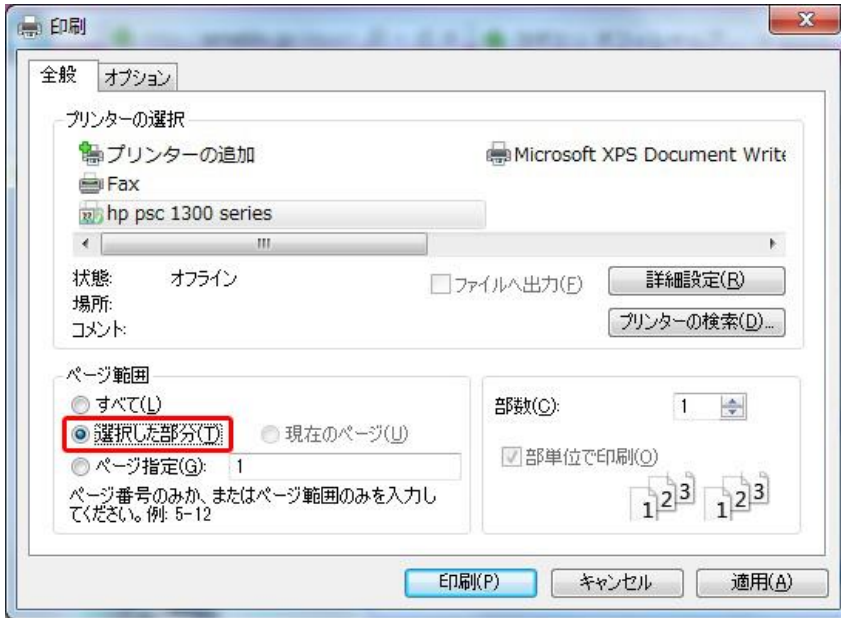 印刷
全般 オプション
プリンターの選択
プリンターの追加 Microsoft XPS Document Write
Fax
hp psc 1300 series
状態: オフライン ファイルへ出力(F) 詳細設定(R)
場所:
コメント: プリンターの検索(D)...
ページ範囲
すべて(L)
選択した部分(T) 現在のページ(U)
ページ指定(G): 1
ページ番号のみか、またはページ範囲のみを入力し
てください。例: 5-12
部数(C): 1
部単位で印刷(O)
1 2 3 1 2 3
印刷(P) キャンセル 適用(A)